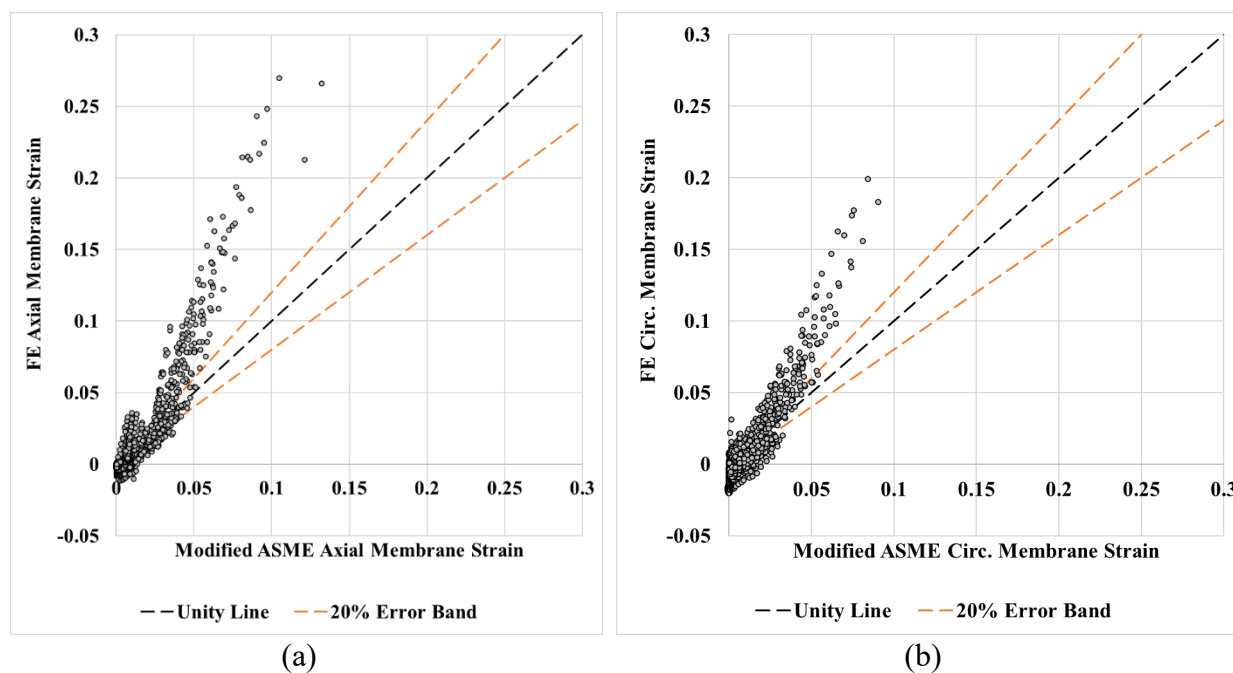 0.3
0.25
0.2
0.15
0.1
0.05
0
-0.05
FE Axial Membrane Strain
0 0.05 0.1 0.15 0.2 0.25 0.3
Modified ASME Axial Membrane Strain
Unity Line 20% Error Band
(a)
0.3
0.25
0.2
0.15
0.1
0.05
0
-0.05
FE Circ. Membrane Strain
0 0.05 0.1 0.15 0.2 0.25 0.3
Modified ASME Circ. Membrane Strain
Unity Line 20% Error Band
(b)